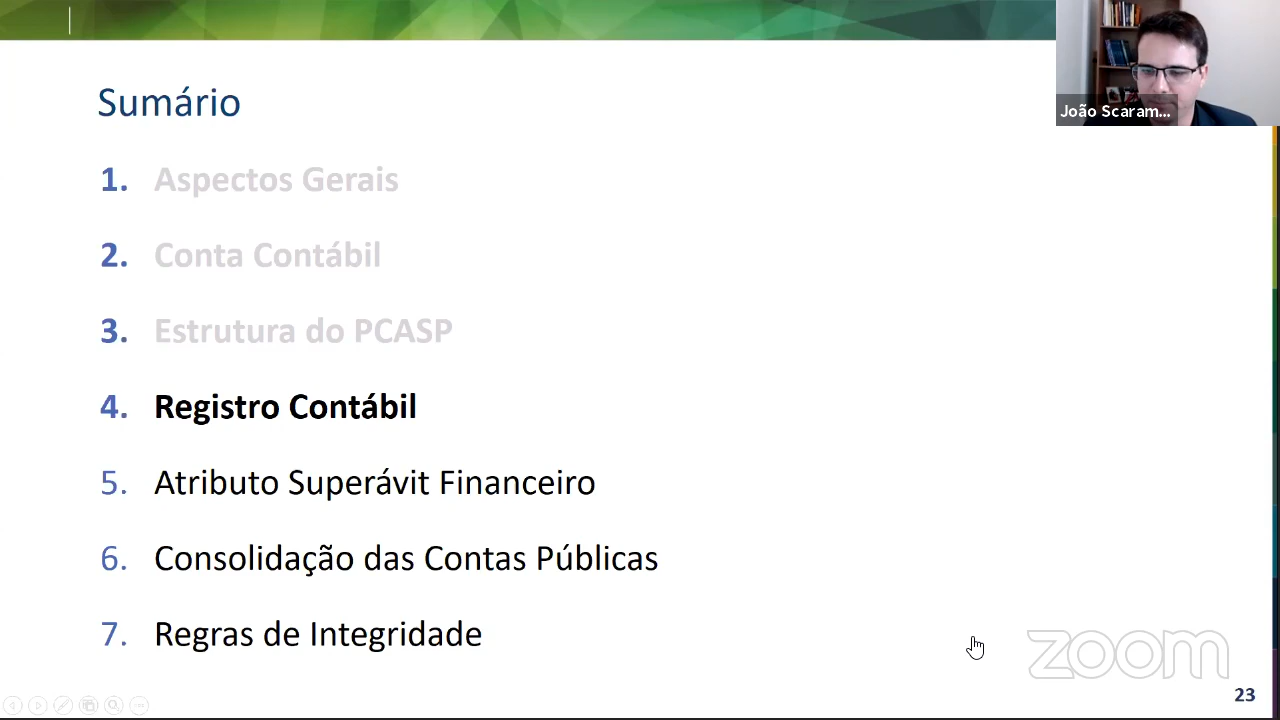 João Scaram...
Sumário
1. Aspectos Gerais
2. Conta Contábil
3. Estrutura do PCASP
4. Registro Contábil
5. Atributo Superávit Financeiro
6. Consolidação das Contas Públicas
7. Regras de Integridade
zoom
23